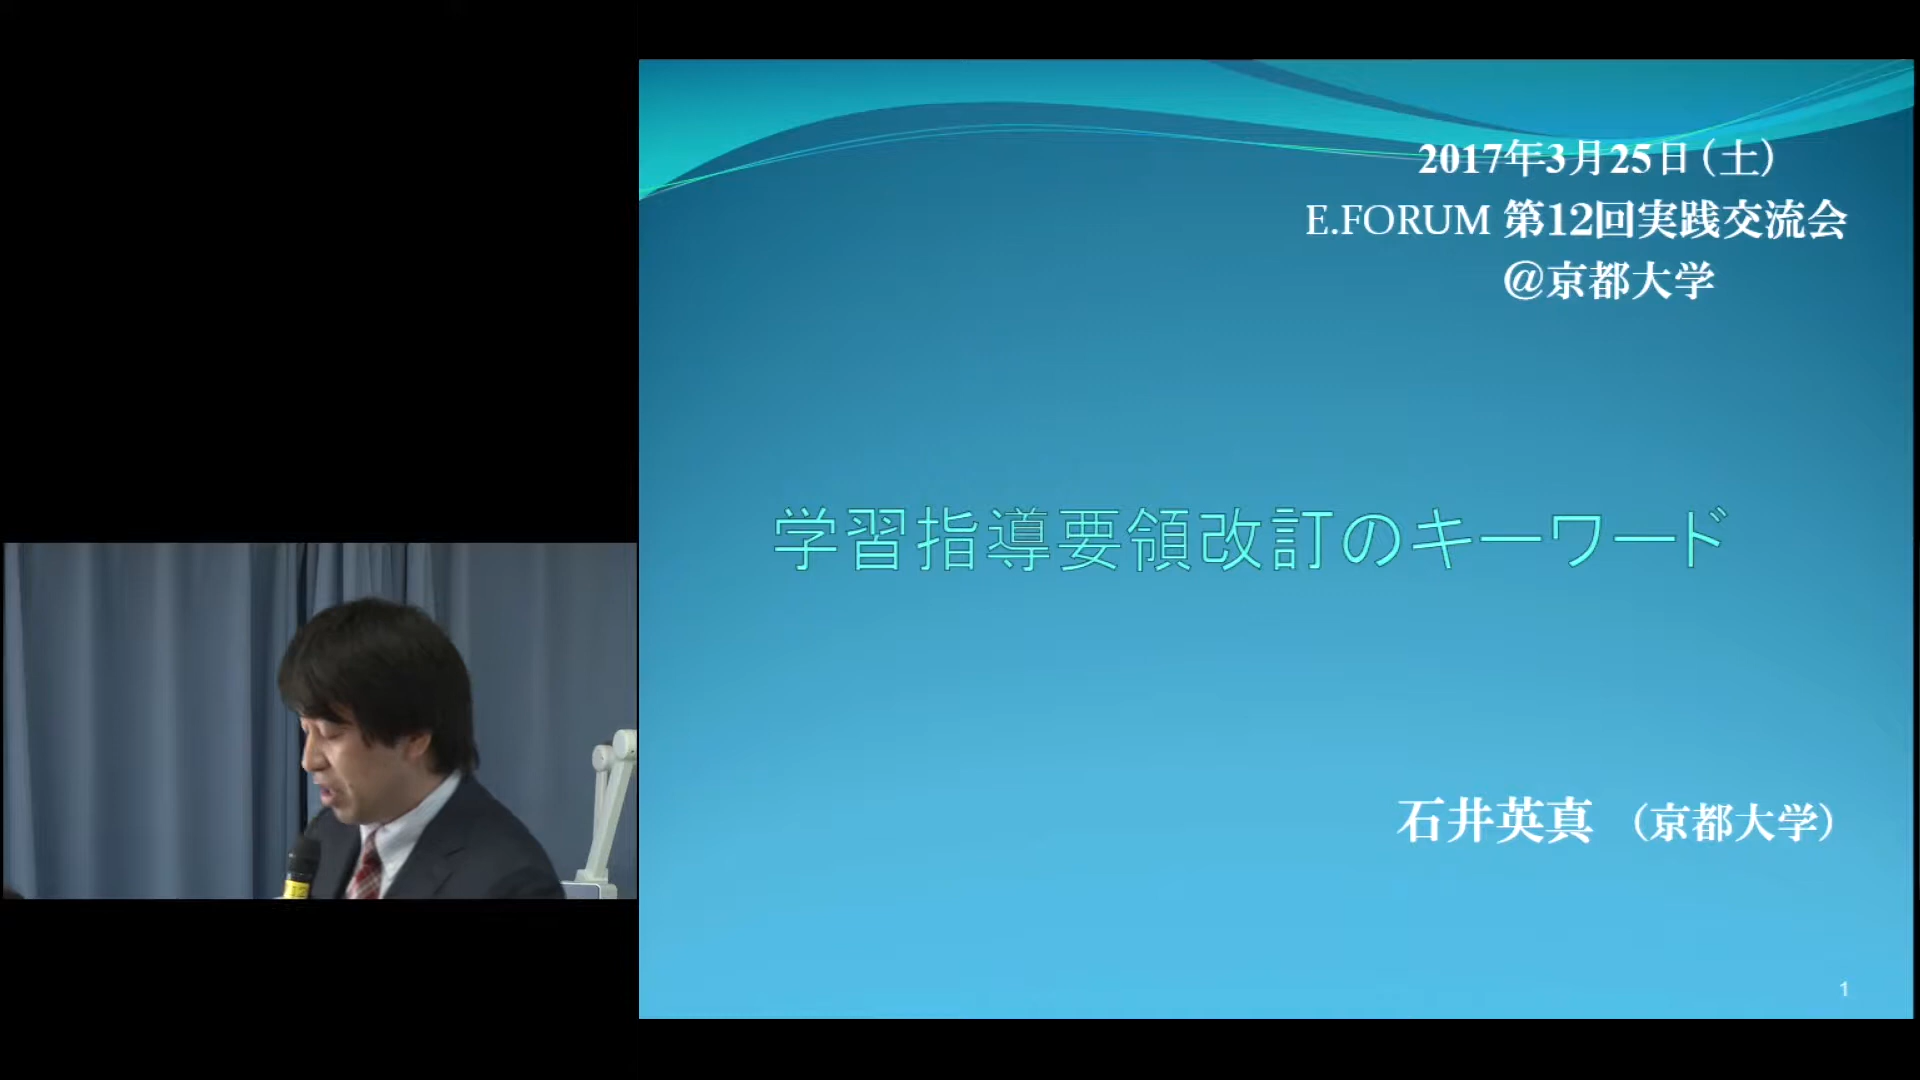 2017年3月25日（土）
E.FORUM 第12回実践交流会
＠京都大学
学習指導要領改訂のキーワード
石井英真 （京都大学）
1
12